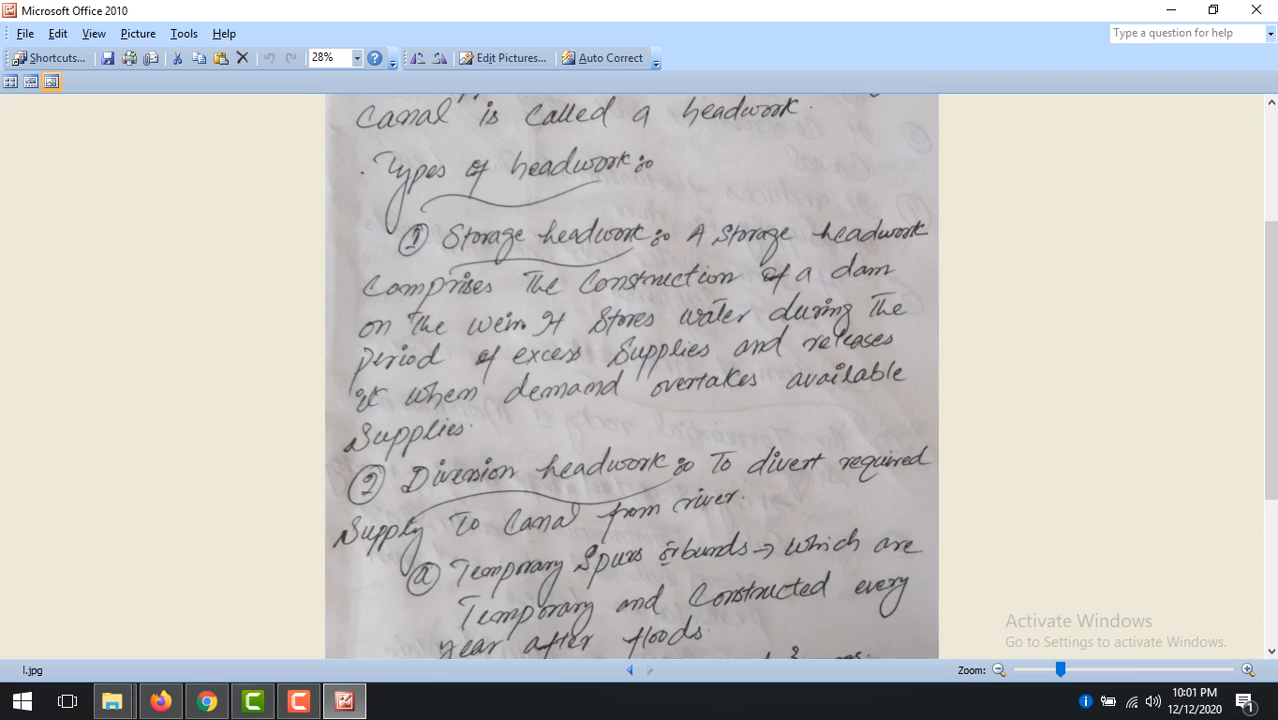 Microsoft Office 2010
File Edit View Picture Tools Help
Type a question for help
Shortcuts... 28% Edit Pictures... Auto Correct
Canal is called a headwork.
Types of headwork:
① Storage headwork: A storage headwork
Comprises The Construction of a dam
on The weir. It Stores water during The
Period of excess Supplies and releases
it when demand overtakes available
Supplies.
② Diversion headwork: To divert required
Supply To Canal from river.
ⓐ Temporary Spurs or bunds → which are
Temporary and Constructed every
year after floods.
Activate Windows
Go to Settings to activate Windows.
l.jpg
Zoom:
10:01 PM
12/12/2020
1